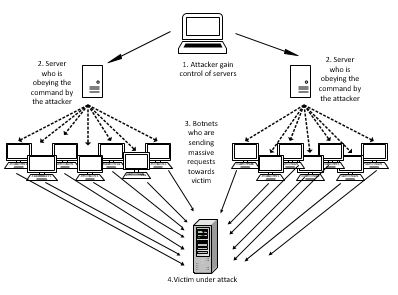 1. Attacker gain
control of servers
2. Server
who is
obeying the
command by
the attacker
2. Server
who is
obeying the
command by
the attacker
3. Botnets
who are
sending
massive
requests
towards
victim
4.Victim under attack